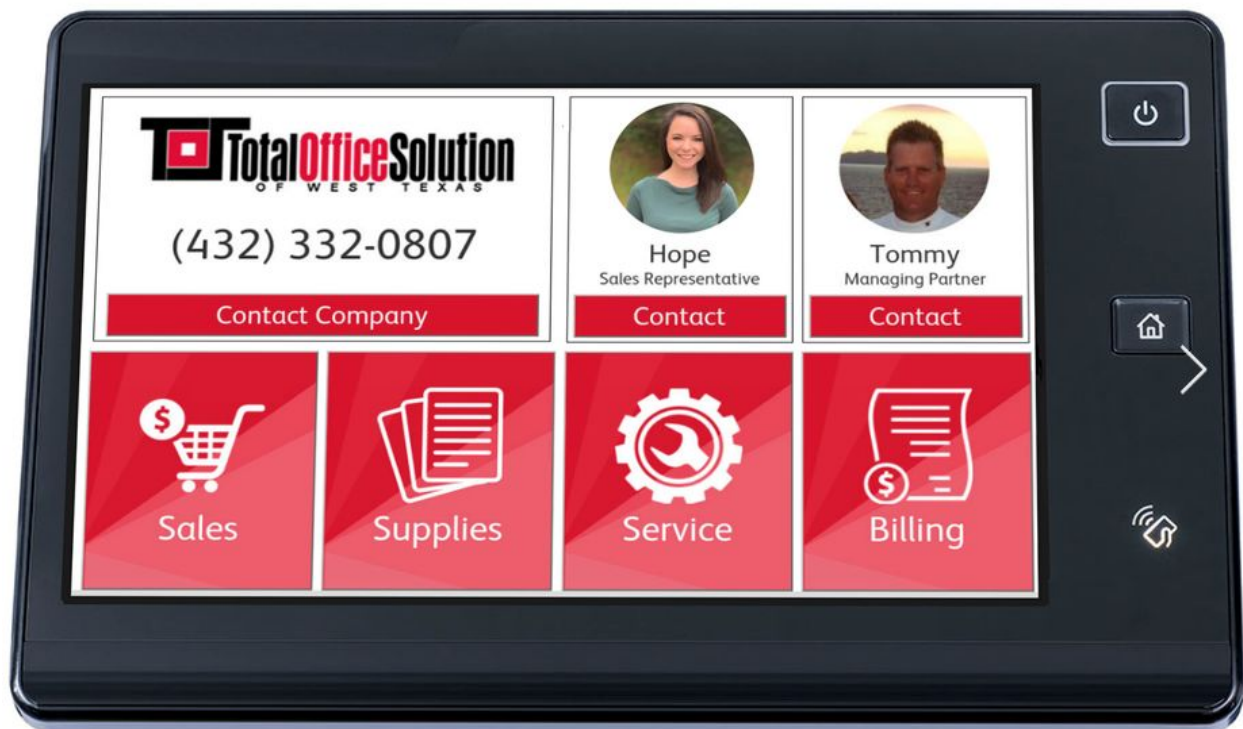 TotalOfficeSolution
OF WEST TEXAS
(432) 332-0807
Contact Company
Hope
Sales Representative
Contact
Tommy
Managing Partner
Contact
$
Sales
Supplies
Service
$
Billing